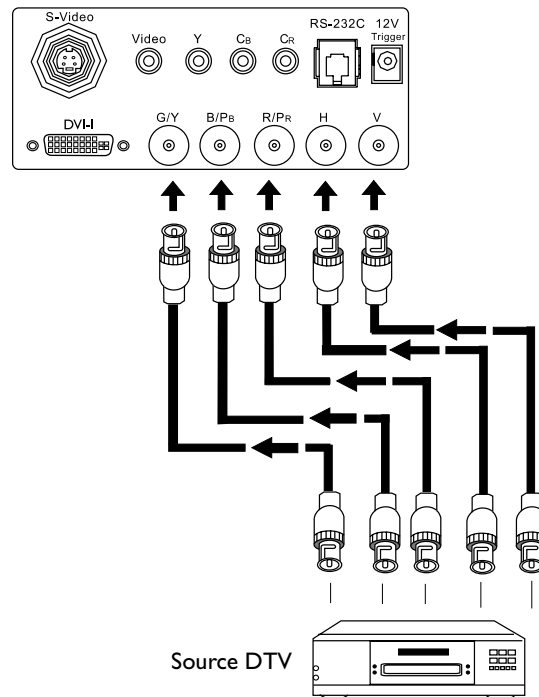 S-Video
Video Y CB CR RS-232C 12V Trigger
DVI-I G/Y B/PB R/PR H V
Source DTV